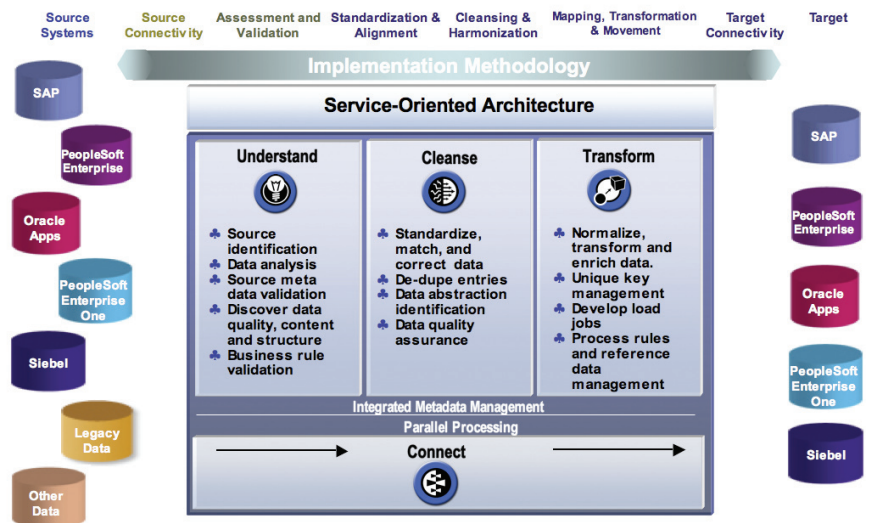 Source
Systems
Source
Connectivity
Assessment and
Validation
Standardization &
Alignment
Cleansing &
Harmonization
Mapping, Transformation
& Movement
Target
Connectivity
Target
Implementation Methodology
Service-Oriented Architecture
SAP
PeopleSoft
Enterprise
Oracle
Apps
PeopleSoft
Enterprise
One
Siebel
Legacy
Data
Other
Data
Understand
Source
identification
Data analysis
Source meta
data validation
Discover data
quality, content
and structure
Business rule
validation
Cleanse
Standardize,
match, and
correct data
De-dupe entries
Data abstraction
identification
Data quality
assurance
Transform
Normalize,
transform and
enrich data.
Unique key
management
Develop load
jobs
Process rules
and reference
data
management
Integrated Metadata Management
Parallel Processing
Connect
SAP
PeopleSoft
Enterprise
Oracle
Apps
PeopleSoft
Enterprise
One
Siebel